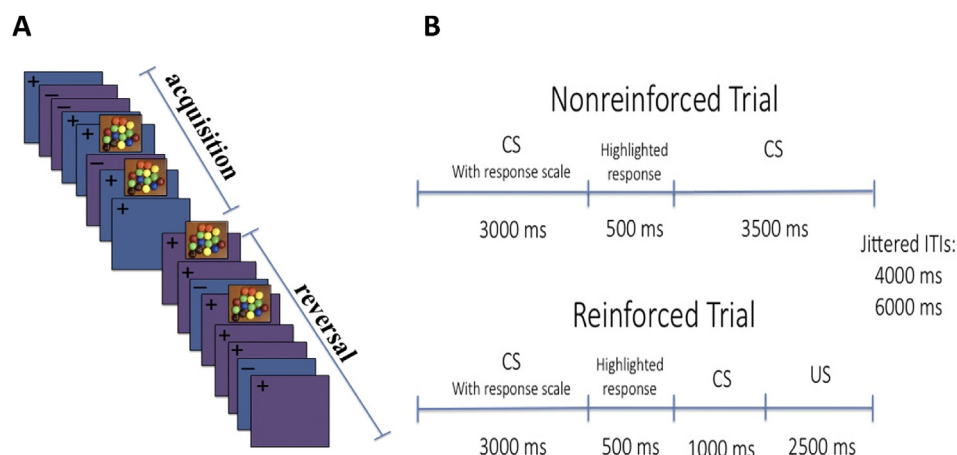 A
B
+
−
−
+
+
−
+
+
acquisition
+
+
−
+
+
+
−
+
reversal
Nonreinforced Trial
CS
With response scale
Highlighted
response
CS
3000 ms
500 ms
3500 ms
Jittered ITIs:
4000 ms
6000 ms
Reinforced Trial
CS
With response scale
Highlighted
response
CS
US
3000 ms
500 ms
1000 ms
2500 ms